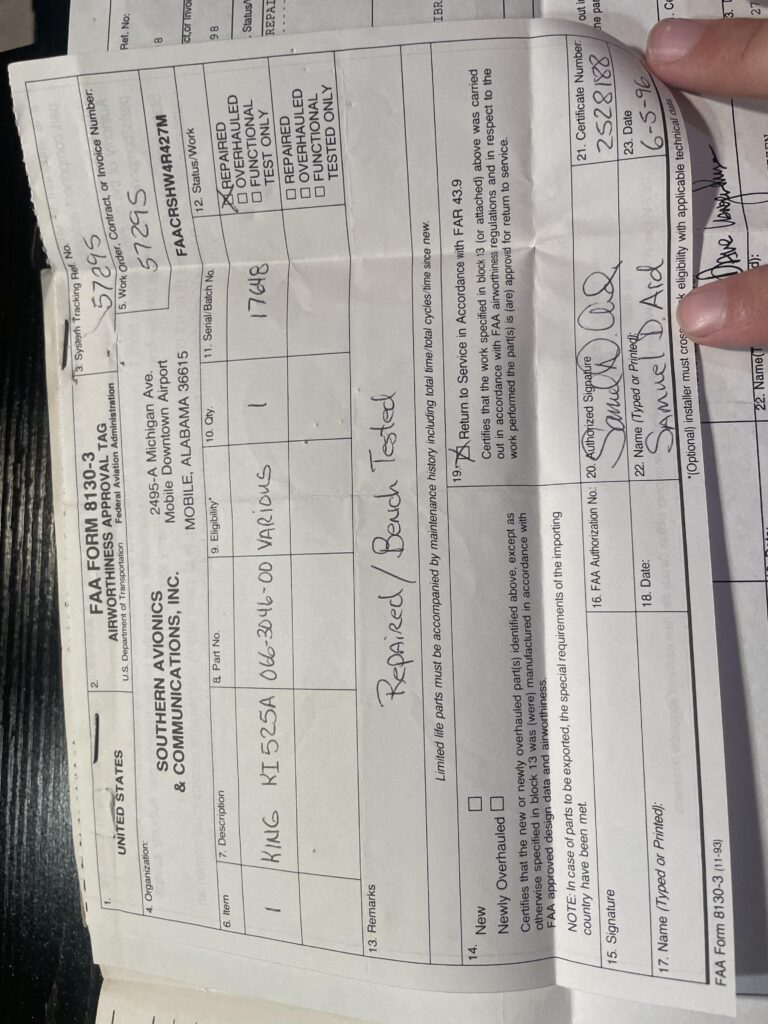 1.
UNITED STATES
2.
FAA FORM 8130-3
AIRWORTHINESS APPROVAL TAG
U.S. Department of Transportation Federal Aviation Administration
3. System Tracking Ref. No.
57295
4. Organization:
SOUTHERN AVIONICS
& COMMUNICATIONS, INC.
2495-A Michigan Ave.
Mobile Downtown Airport
MOBILE, ALABAMA 36615
5. Work order, Contract, or Invoice Number:
57295
FAACRSHW4R427M
6. Item
7. Description
8. Part No.
9. Eligibility*
10. Qty.
11. Serial/Batch No.
12. Status/Work
1
KING KI 525A
066-3046-00
VARIOUS
1
17648
REPAIRED
OVERHAULED
FUNCTIONAL
TEST ONLY
REPAIRED
OVERHAULED
FUNCTIONAL
TESTED ONLY
13. Remarks
Repaired / Bench Tested
Limited life parts must be accompanied by maintenance history including total time/total cycles/time since new.
14. New
Newly Overhauled
Certifies that the new or newly overhauled part(s) identified above, except as
otherwise specified in block 13 was (were) manufactured in accordance with
FAA approved design data and airworthiness.
NOTE: In case of parts to be exported, the special requirements of the importing
country have been met.
19. Return to Service in Accordance with FAR 43.9
Certifies that the work specified in block 13 (or attached) above was carried
out in accordance with FAA airworthiness regulations and in respect to the
work performed the part(s) is (are) approved for return to service.
15. Signature
16. FAA Authorization No.:
20. Authorized Signature
Samuel D. Ard
21. Certificate Number:
2528188
17. Name (Typed or Printed):
18. Date:
22. Name (Typed or Printed):
SAMUEL D. Ard
23. Date
6-5-96
*(Optional) installer must cross eligibility with applicable technical data
FAA Form 8130-3 (11-93)
Ref. No:
8
98
22. Name